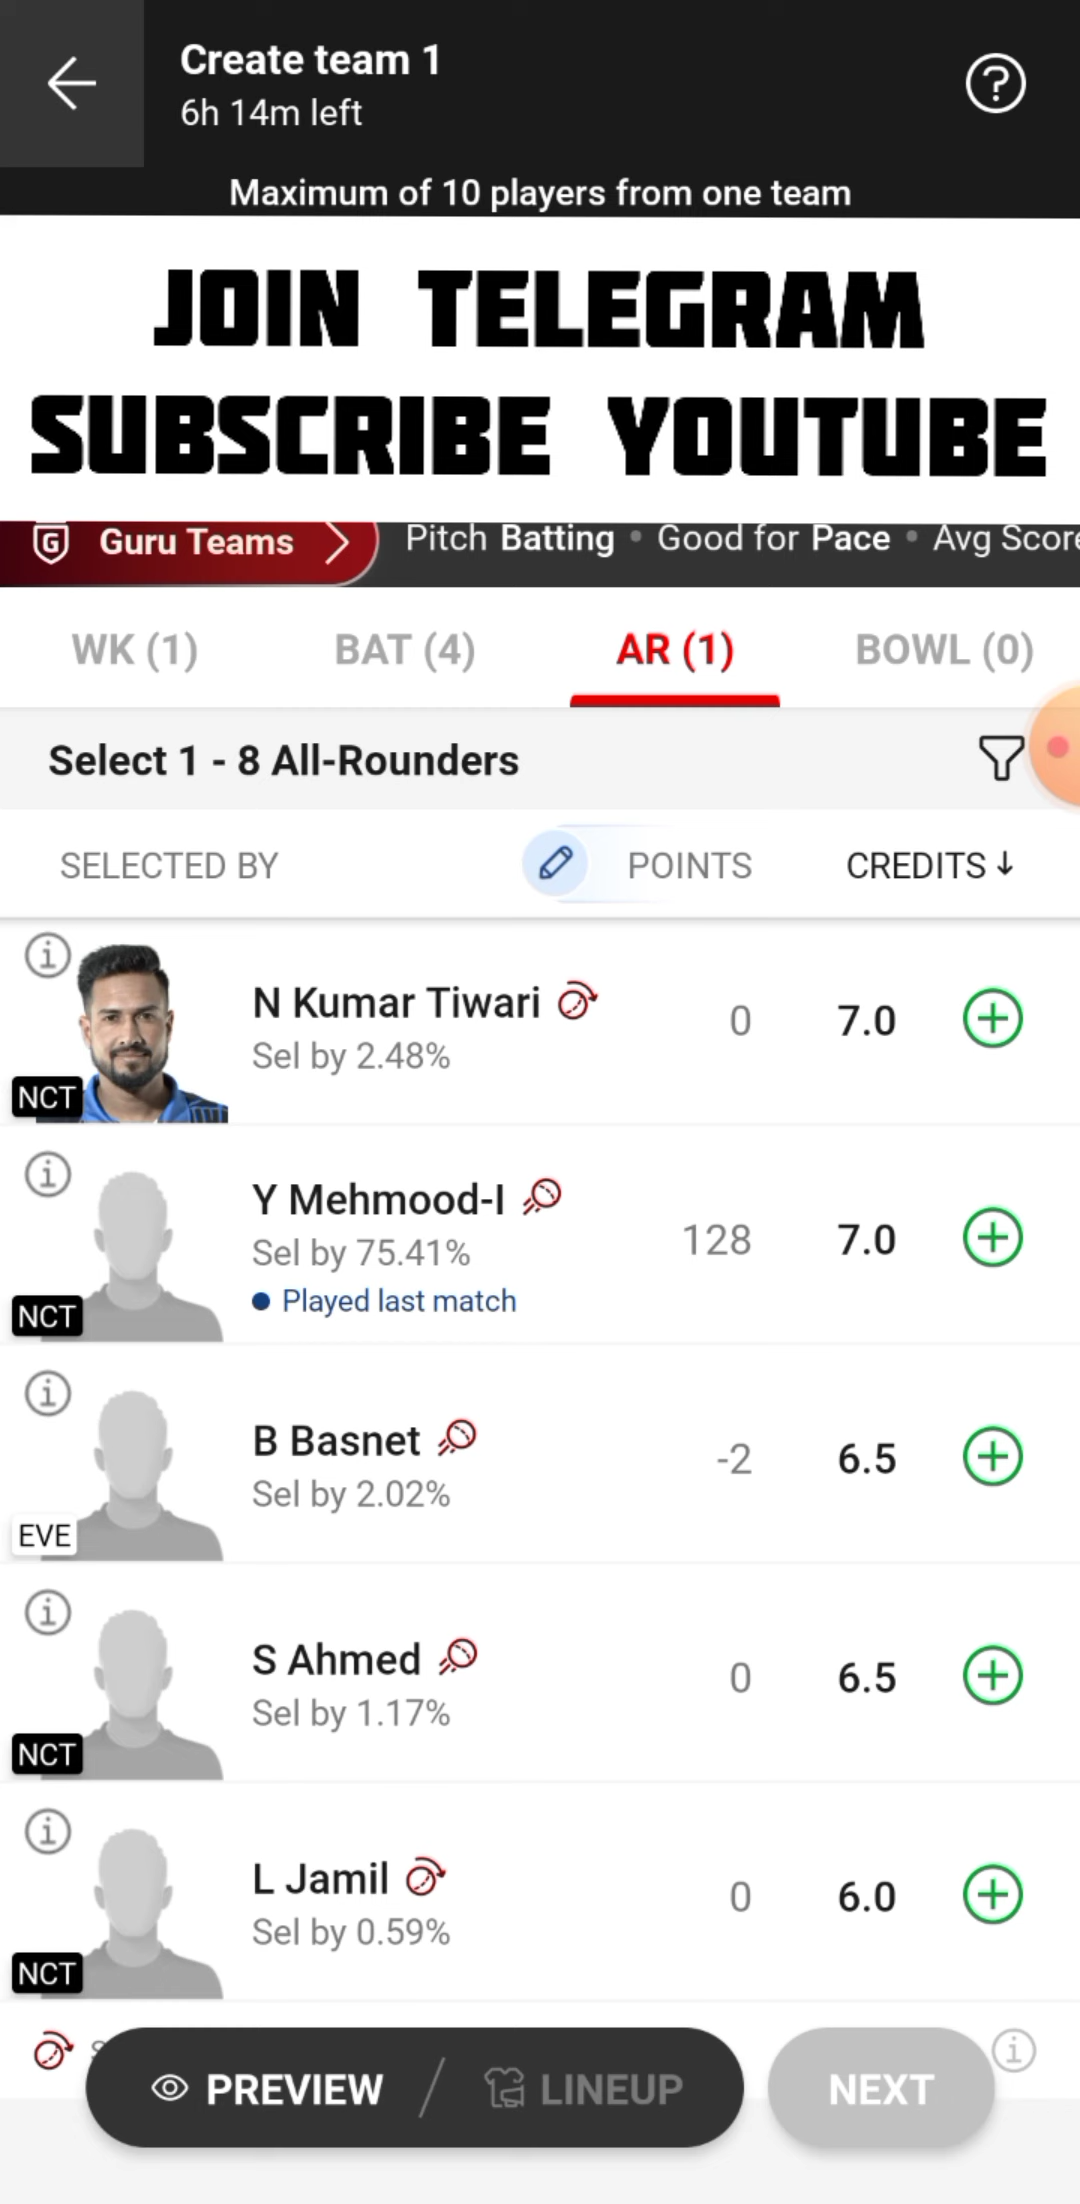 Create team 1
6h 14m left
Maximum of 10 players from one team
JOIN TELEGRAM
SUBSCRIBE YOUTUBE
G Guru Teams Pitch Batting • Good for Pace • Avg Score
WK (1) BAT (4) AR (1) BOWL (0)
Select 1 - 8 All-Rounders
SELECTED BY POINTS CREDITS ↓
N Kumar Tiwari 0 7.0
Sel by 2.48%
NCT
Y Mehmood-I 128 7.0
Sel by 75.41%
• Played last match
NCT
B Basnet -2 6.5
Sel by 2.02%
EVE
S Ahmed 0 6.5
Sel by 1.17%
NCT
L Jamil 0 6.0
Sel by 0.59%
NCT
PREVIEW / LINEUP NEXT